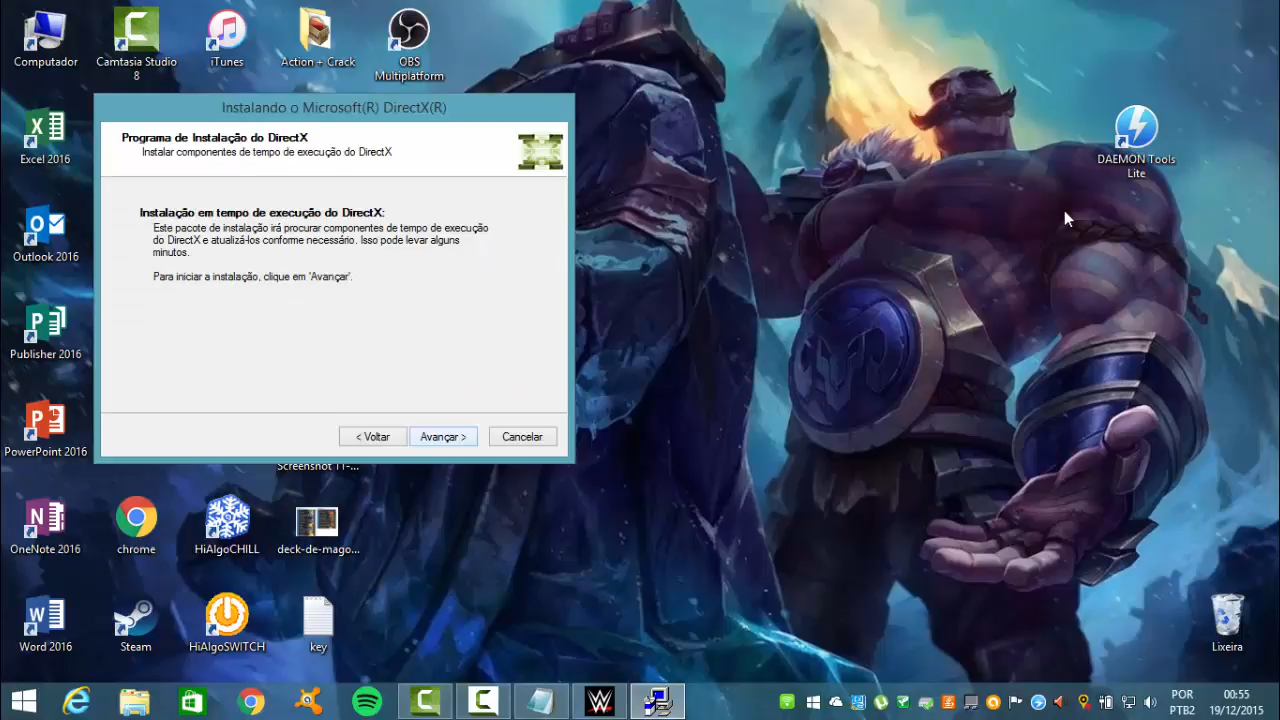 Computador
Camtasia Studio
8
iTunes
Action + Crack
OBS
Multiplatform
Instalando o Microsoft(R) DirectX(R)
Programa de Instalação do DirectX
Instalar componentes de tempo de execução do DirectX
Instalação em tempo de execução do DirectX:
Este pacote de instalação irá procurar componentes de tempo de execução
do DirectX e atualizá-los conforme necessário. Isso pode levar alguns
minutos.
Para iniciar a instalação, clique em 'Avançar'.
< Voltar
Avançar >
Cancelar
Excel 2016
Outlook 2016
Publisher 2016
PowerPoint 2016
DAEMON Tools
Lite
Screenshot 11-...
OneNote 2016
chrome
HiAlgoCHILL
deck-de-mago...
Word 2016
Steam
HiAlgoSWITCH
key
Lixeira
POR
PTB2
00:55
19/12/2015